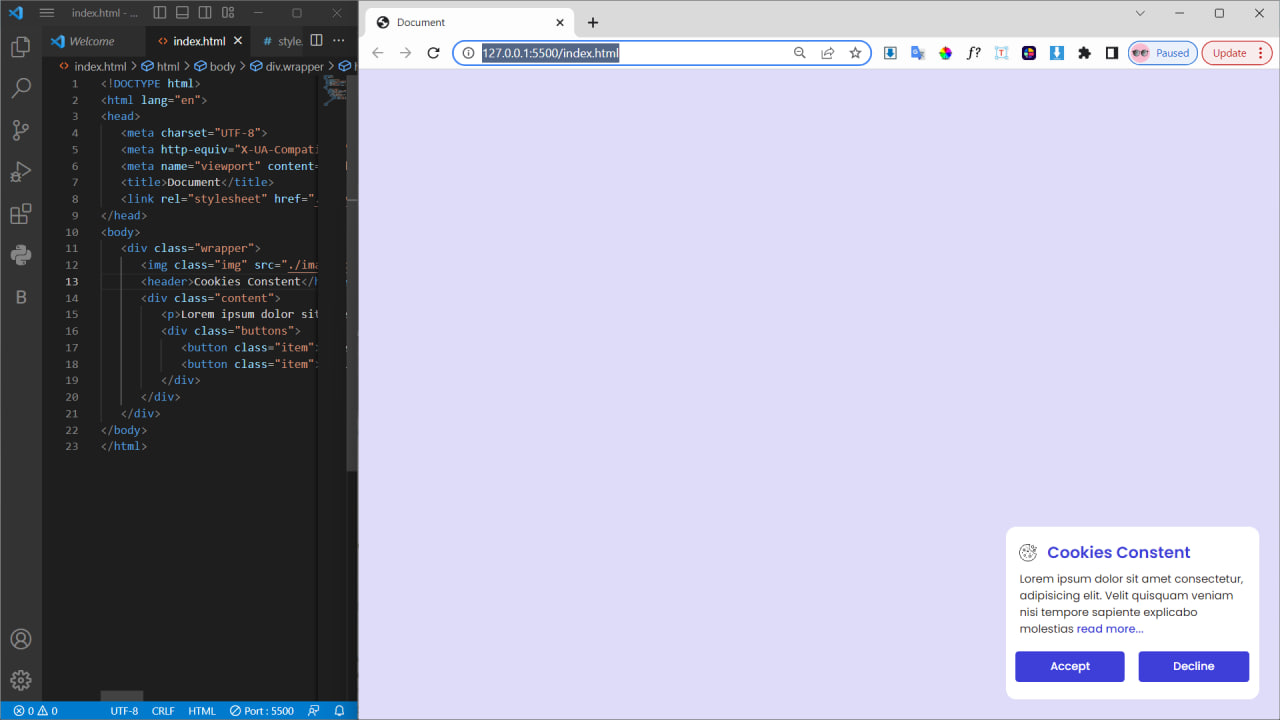 index.html - ...
Welcome
index.html
style.
index.html > html > body > div.wrapper > h
1 <!DOCTYPE html>
2 <html lang="en">
3 <head>
4 <meta charset="UTF-8">
5 <meta http-equiv="X-UA-Compati
6 <meta name="viewport" content=
7 <title>Document</title>
8 <link rel="stylesheet" href=".
9 </head>
10 <body>
11 <div class="wrapper">
12 <img class="img" src="./ima
13 <header>Cookies Constent</h
14 <div class="content">
15 <p>Lorem ipsum dolor sit
16 <div class="buttons">
17 <button class="item">
18 <button class="item">
19 </div>
20 </div>
21 </div>
22 </body>
23 </html>
B
0 0
UTF-8 CRLF HTML Port : 5500
Document
127.0.0.1:5500/index.html
f?
T
Paused
Update
Cookies Constent
Lorem ipsum dolor sit amet consectetur,
adipisicing elit. Velit quisquam veniam
nisi tempore sapiente explicabo
molestias read more...
Accept
Decline